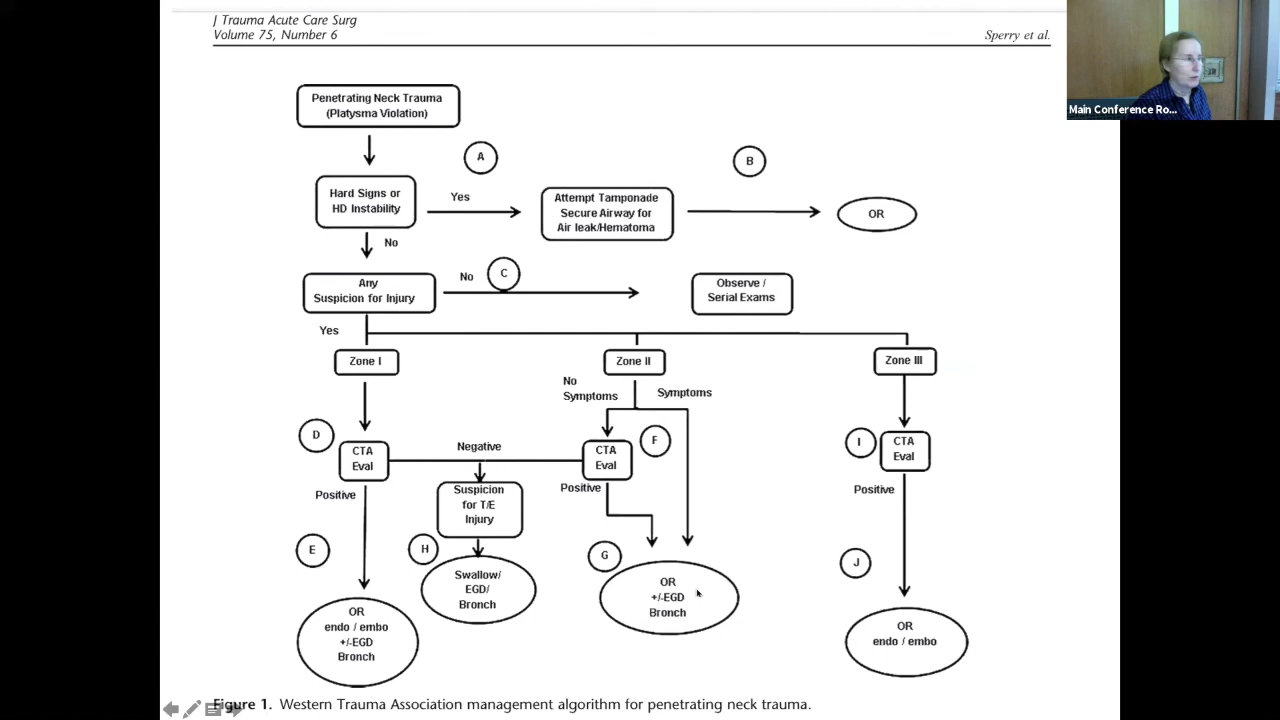 J Trauma Acute Care Surg
Volume 75, Number 6
Sperry et al.
Main Conference Ro...
Penetrating Neck Trauma
(Platysma Violation)
A
B
Hard Signs or
HD Instability
Yes
Attempt Tamponade
Secure Airway for
Air leak/Hematoma
OR
No
Any
Suspicion for Injury
No
C
Observe /
Serial Exams
Yes
Zone I
Zone II
Zone III
No
Symptoms
Symptoms
D
CTA
Eval
Negative
CTA
Eval
F
I
CTA
Eval
Positive
Suspicion
for T/E
Injury
Positive
Positive
E
H
G
J
Swallow/
EGD/
Bronch
OR
+/-EGD
Bronch
OR
endo / embo
+/-EGD
Bronch
OR
endo / embo
Figure 1. Western Trauma Association management algorithm for penetrating neck trauma.